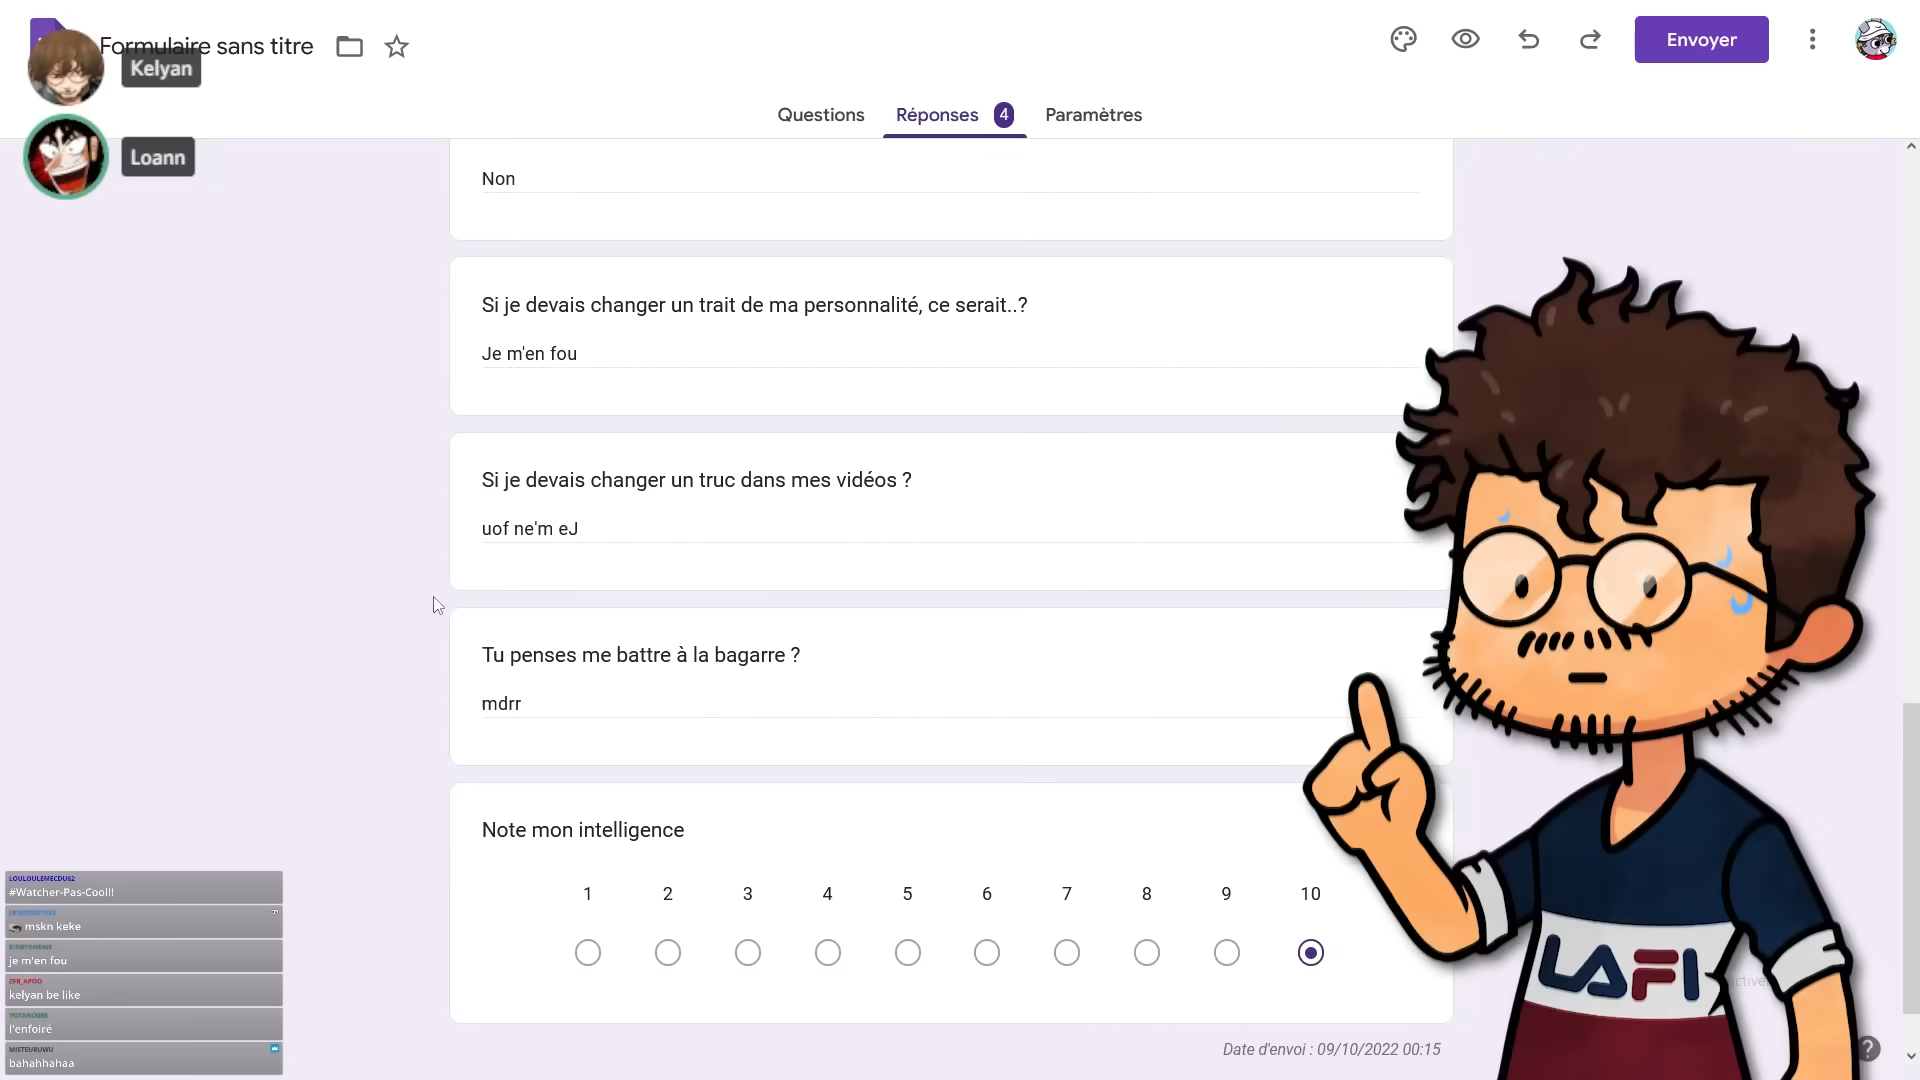 Formulaire sans titre
Kelyan
Loann
Envoyer
Questions
Réponses 4
Paramètres
Non
Si je devais changer un trait de ma personnalité, ce serait..?
Je m'en fou
Si je devais changer un truc dans mes vidéos ?
uof ne'm eJ
Tu penses me battre à la bagarre ?
mdrr
Note mon intelligence
1 2 3 4 5 6 7 8 9 10
Date d'envoi : 09/10/2022 00:15
LOULOULEMECDU62
#Watcher-Pas-Cool!!
mskn keke
je m'en fou
ZFR_APOO
kelyan be like
l'enfoiré
MISTEURUWU
bahahhahaa
LAFI